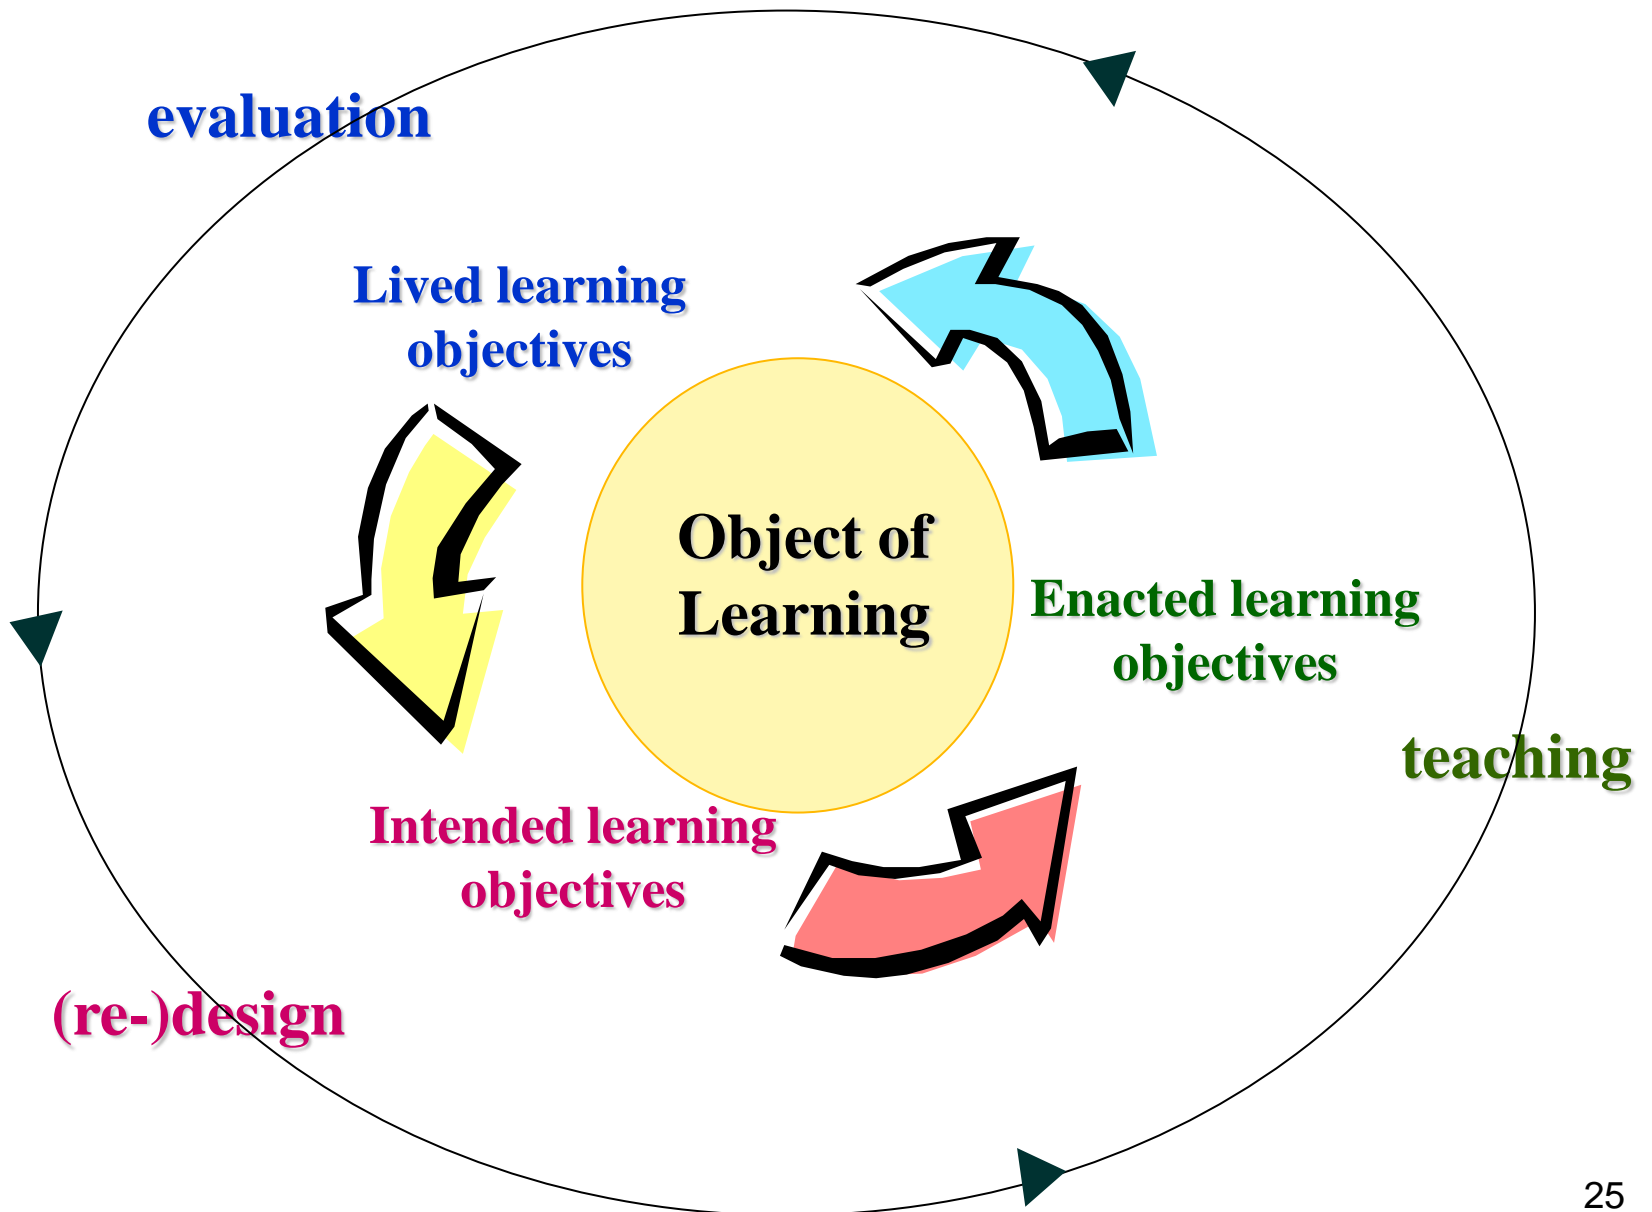 evaluation
Lived learning
objectives
Object of
Learning
Enacted learning
objectives
teaching
Intended learning
objectives
(re-)design
25